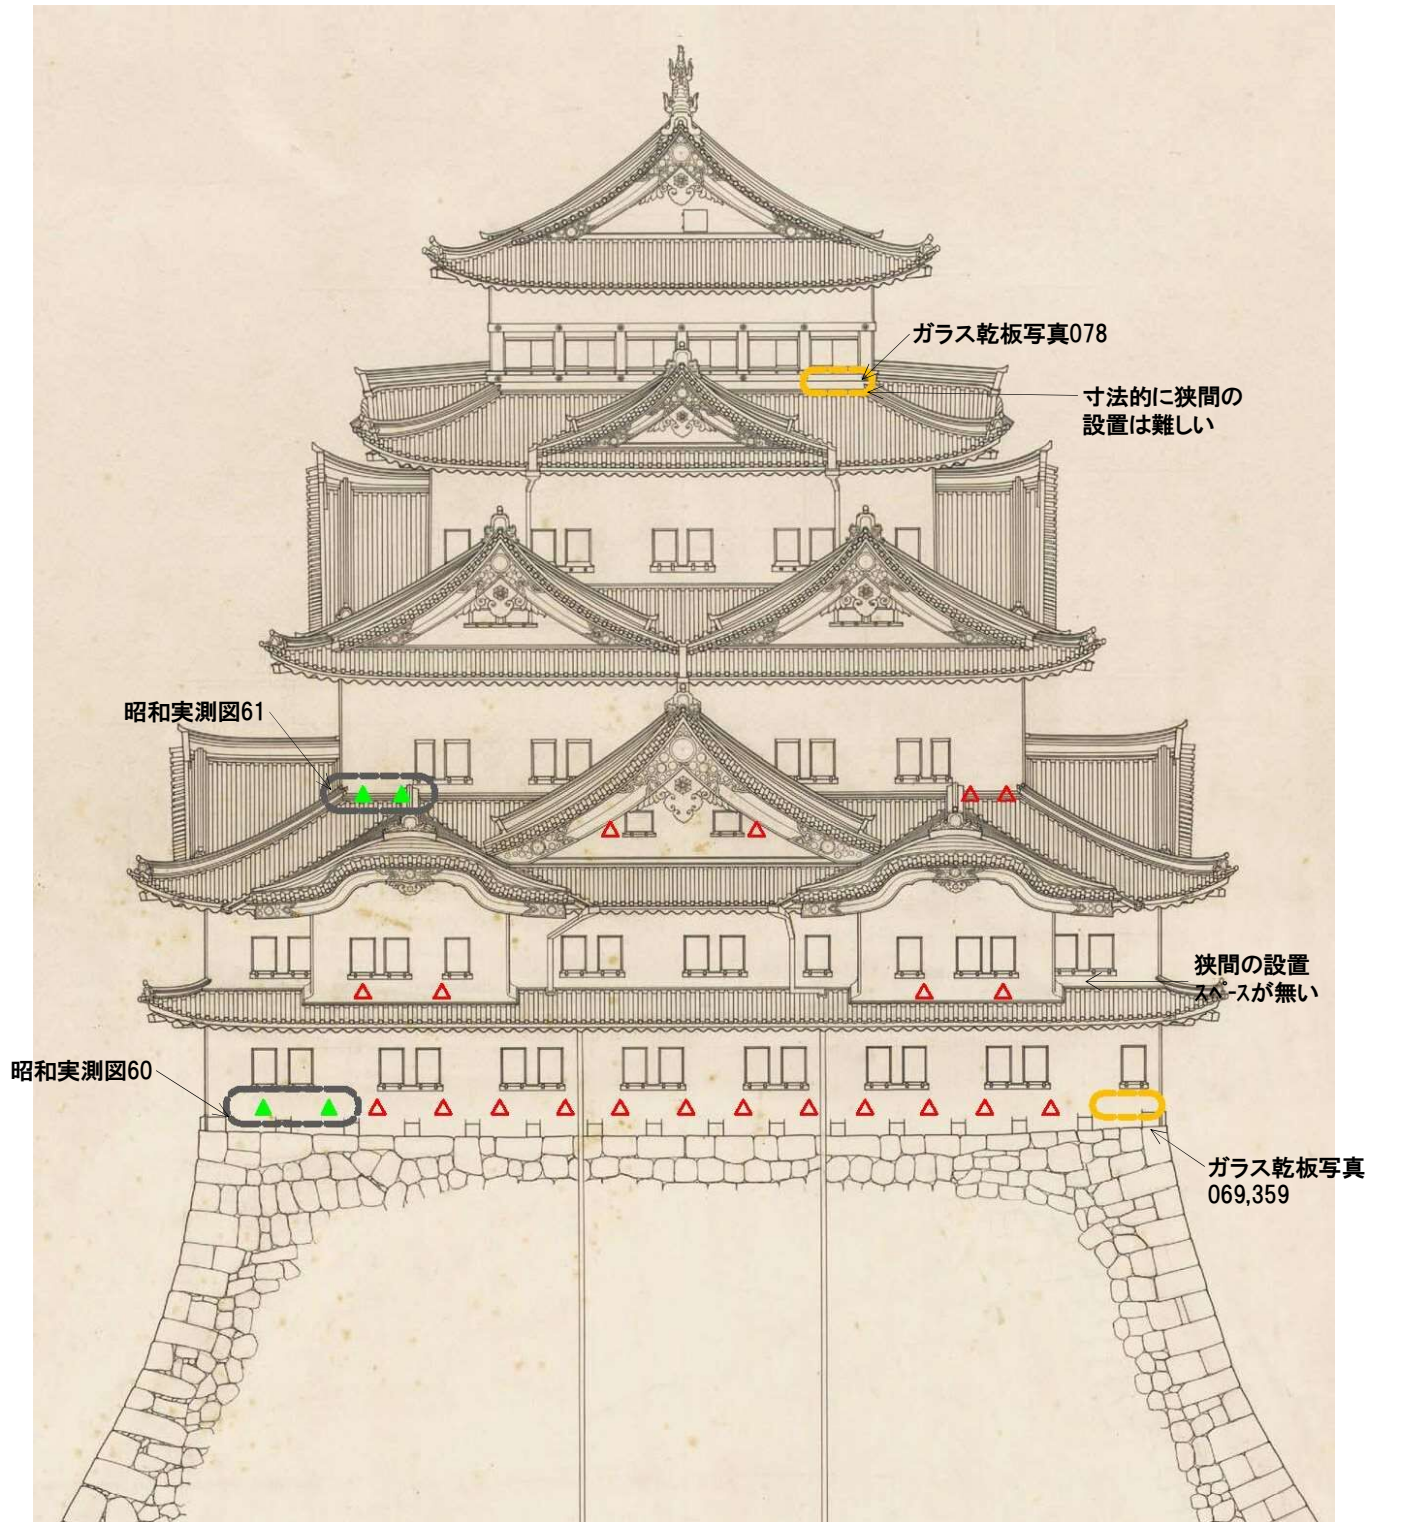 ガラス乾板写真078
寸法的に狭間の
設置は難しい
昭和実測図61
狭間の設置
スペースが無い
昭和実測図60
ガラス乾板写真
069,359